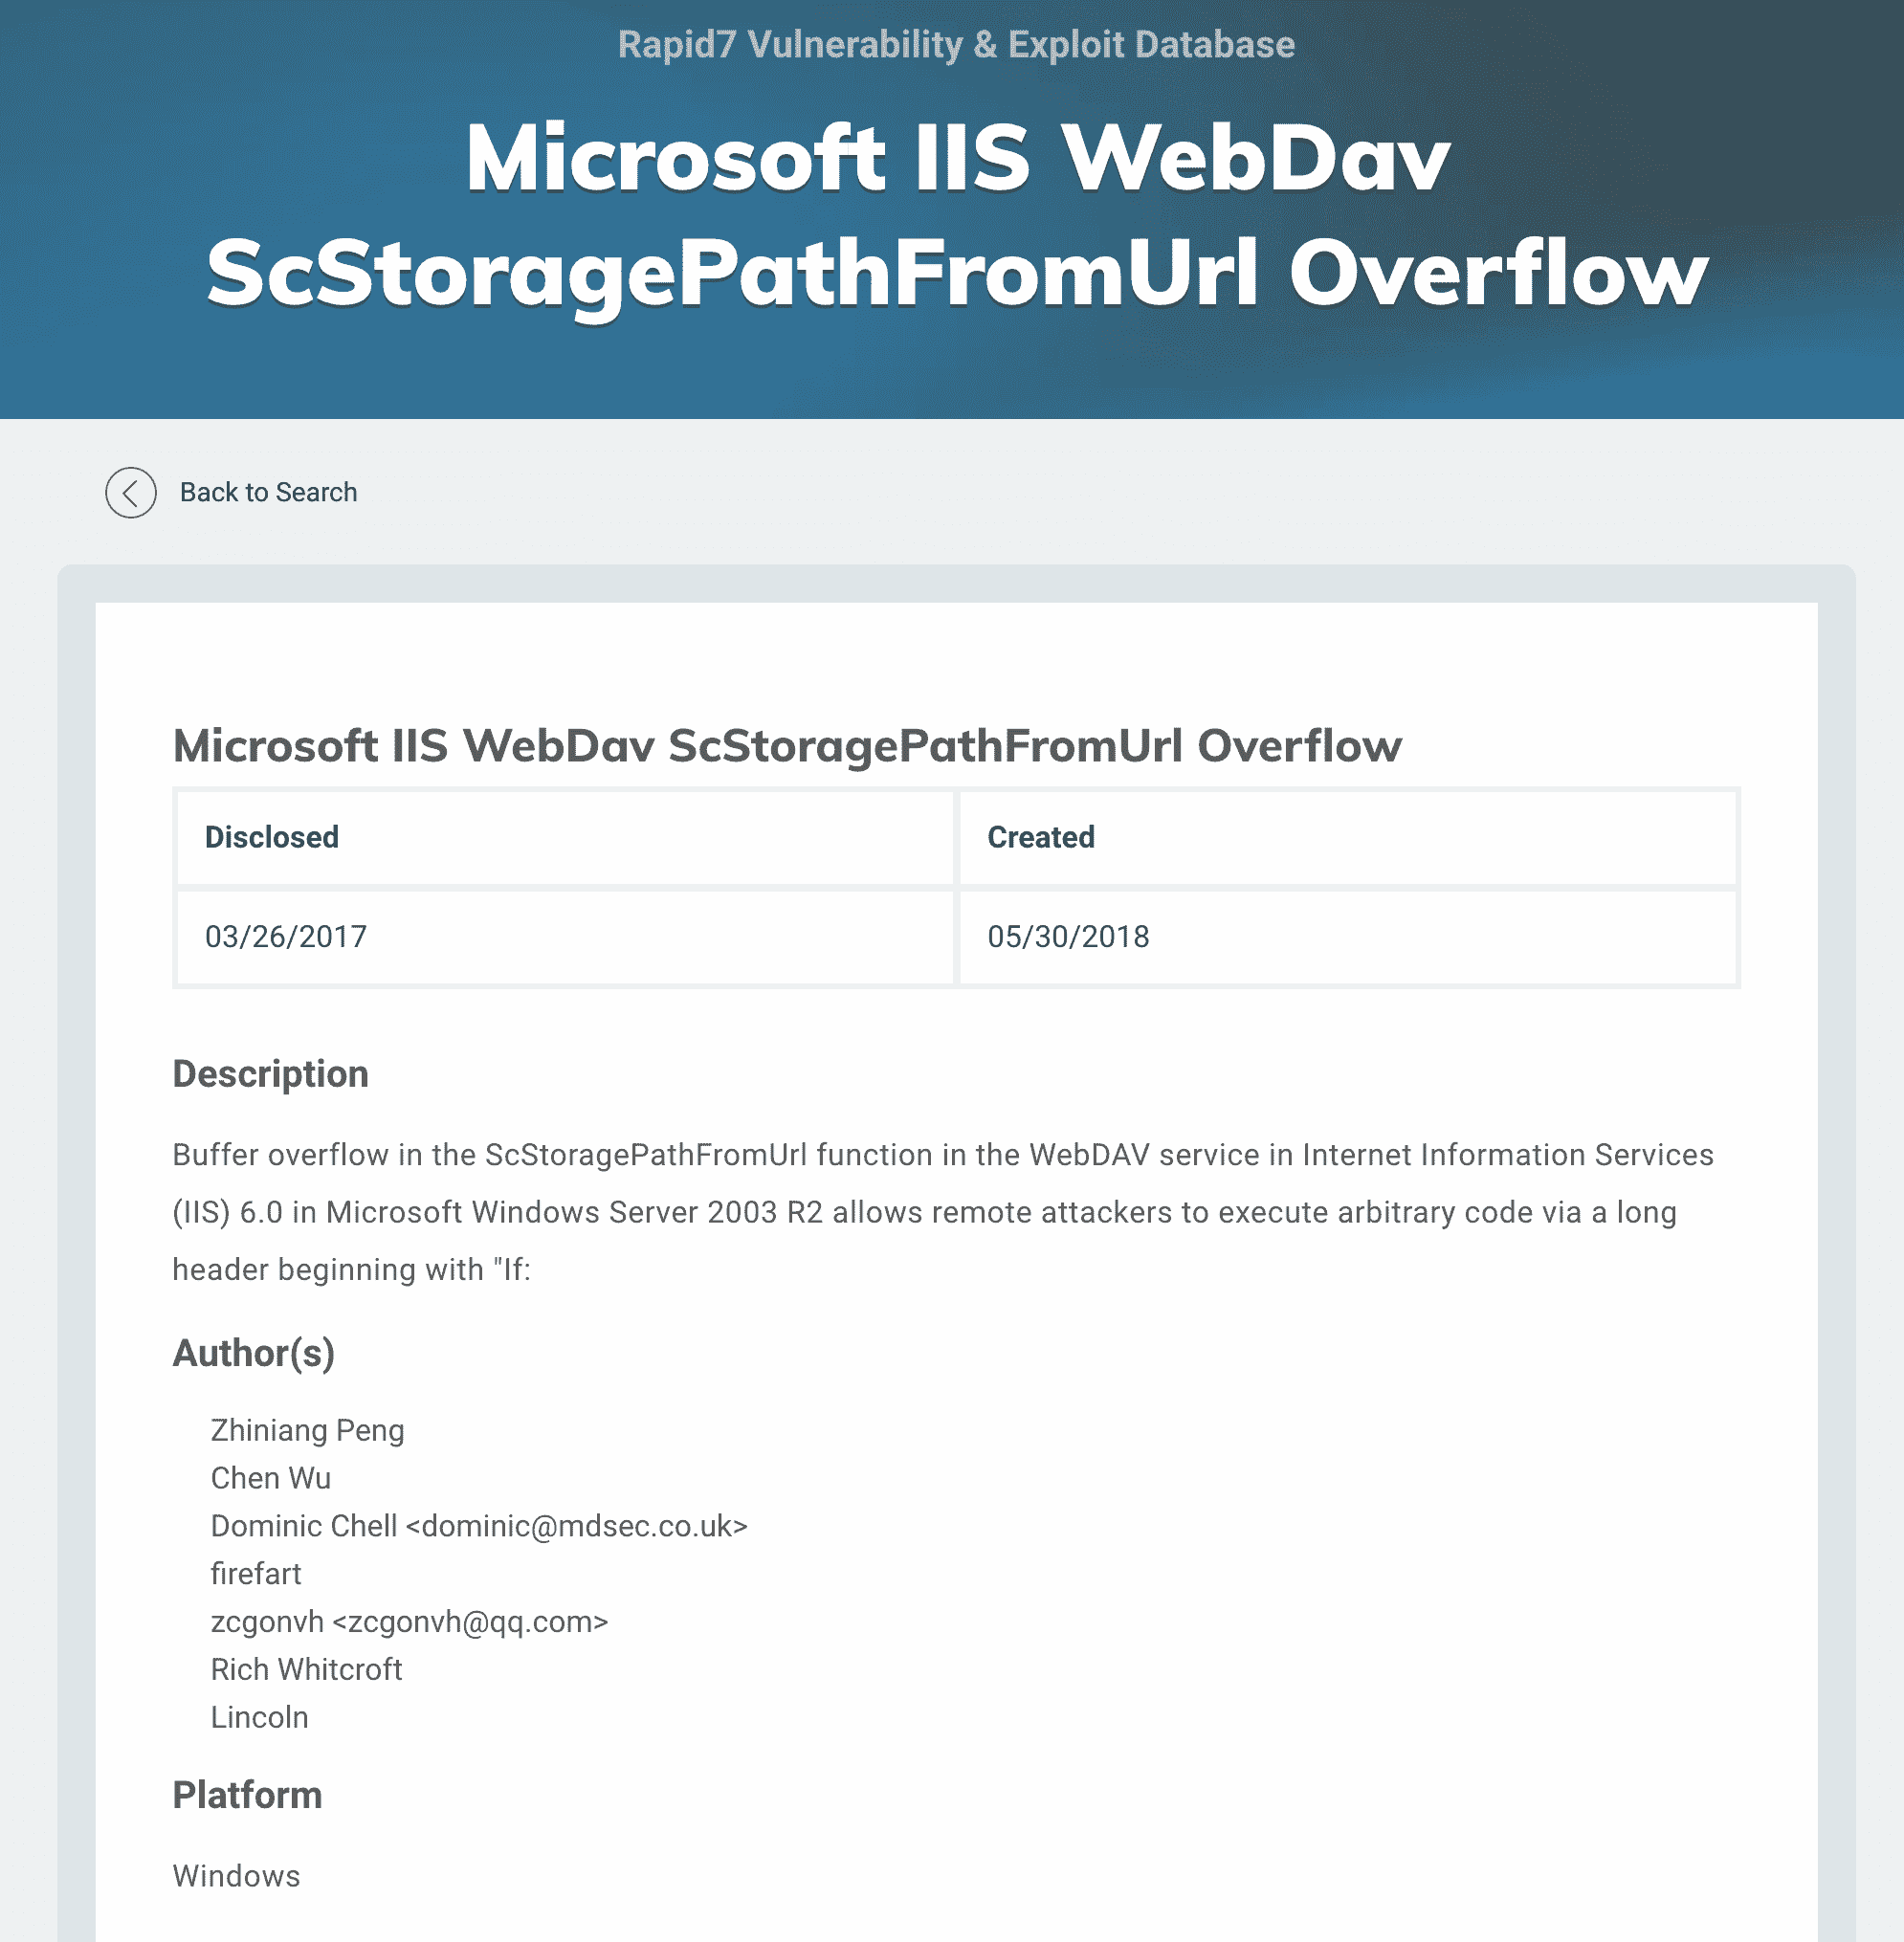 Rapid7 Vulnerability & Exploit Database
Microsoft IIS WebDav
ScStoragePathFromUrl Overflow
Back to Search
Microsoft IIS WebDav ScStoragePathFromUrl Overflow
Disclosed Created
03/26/2017 05/30/2018
Description
Buffer overflow in the ScStoragePathFromUrl function in the WebDAV service in Internet Information Services
(IIS) 6.0 in Microsoft Windows Server 2003 R2 allows remote attackers to execute arbitrary code via a long
header beginning with "If:
Author(s)
Zhiniang Peng
Chen Wu
Dominic Chell <dominic@mdsec.co.uk>
firefart
zcgonvh <zcgonvh@qq.com>
Rich Whitcroft
Lincoln
Platform
Windows